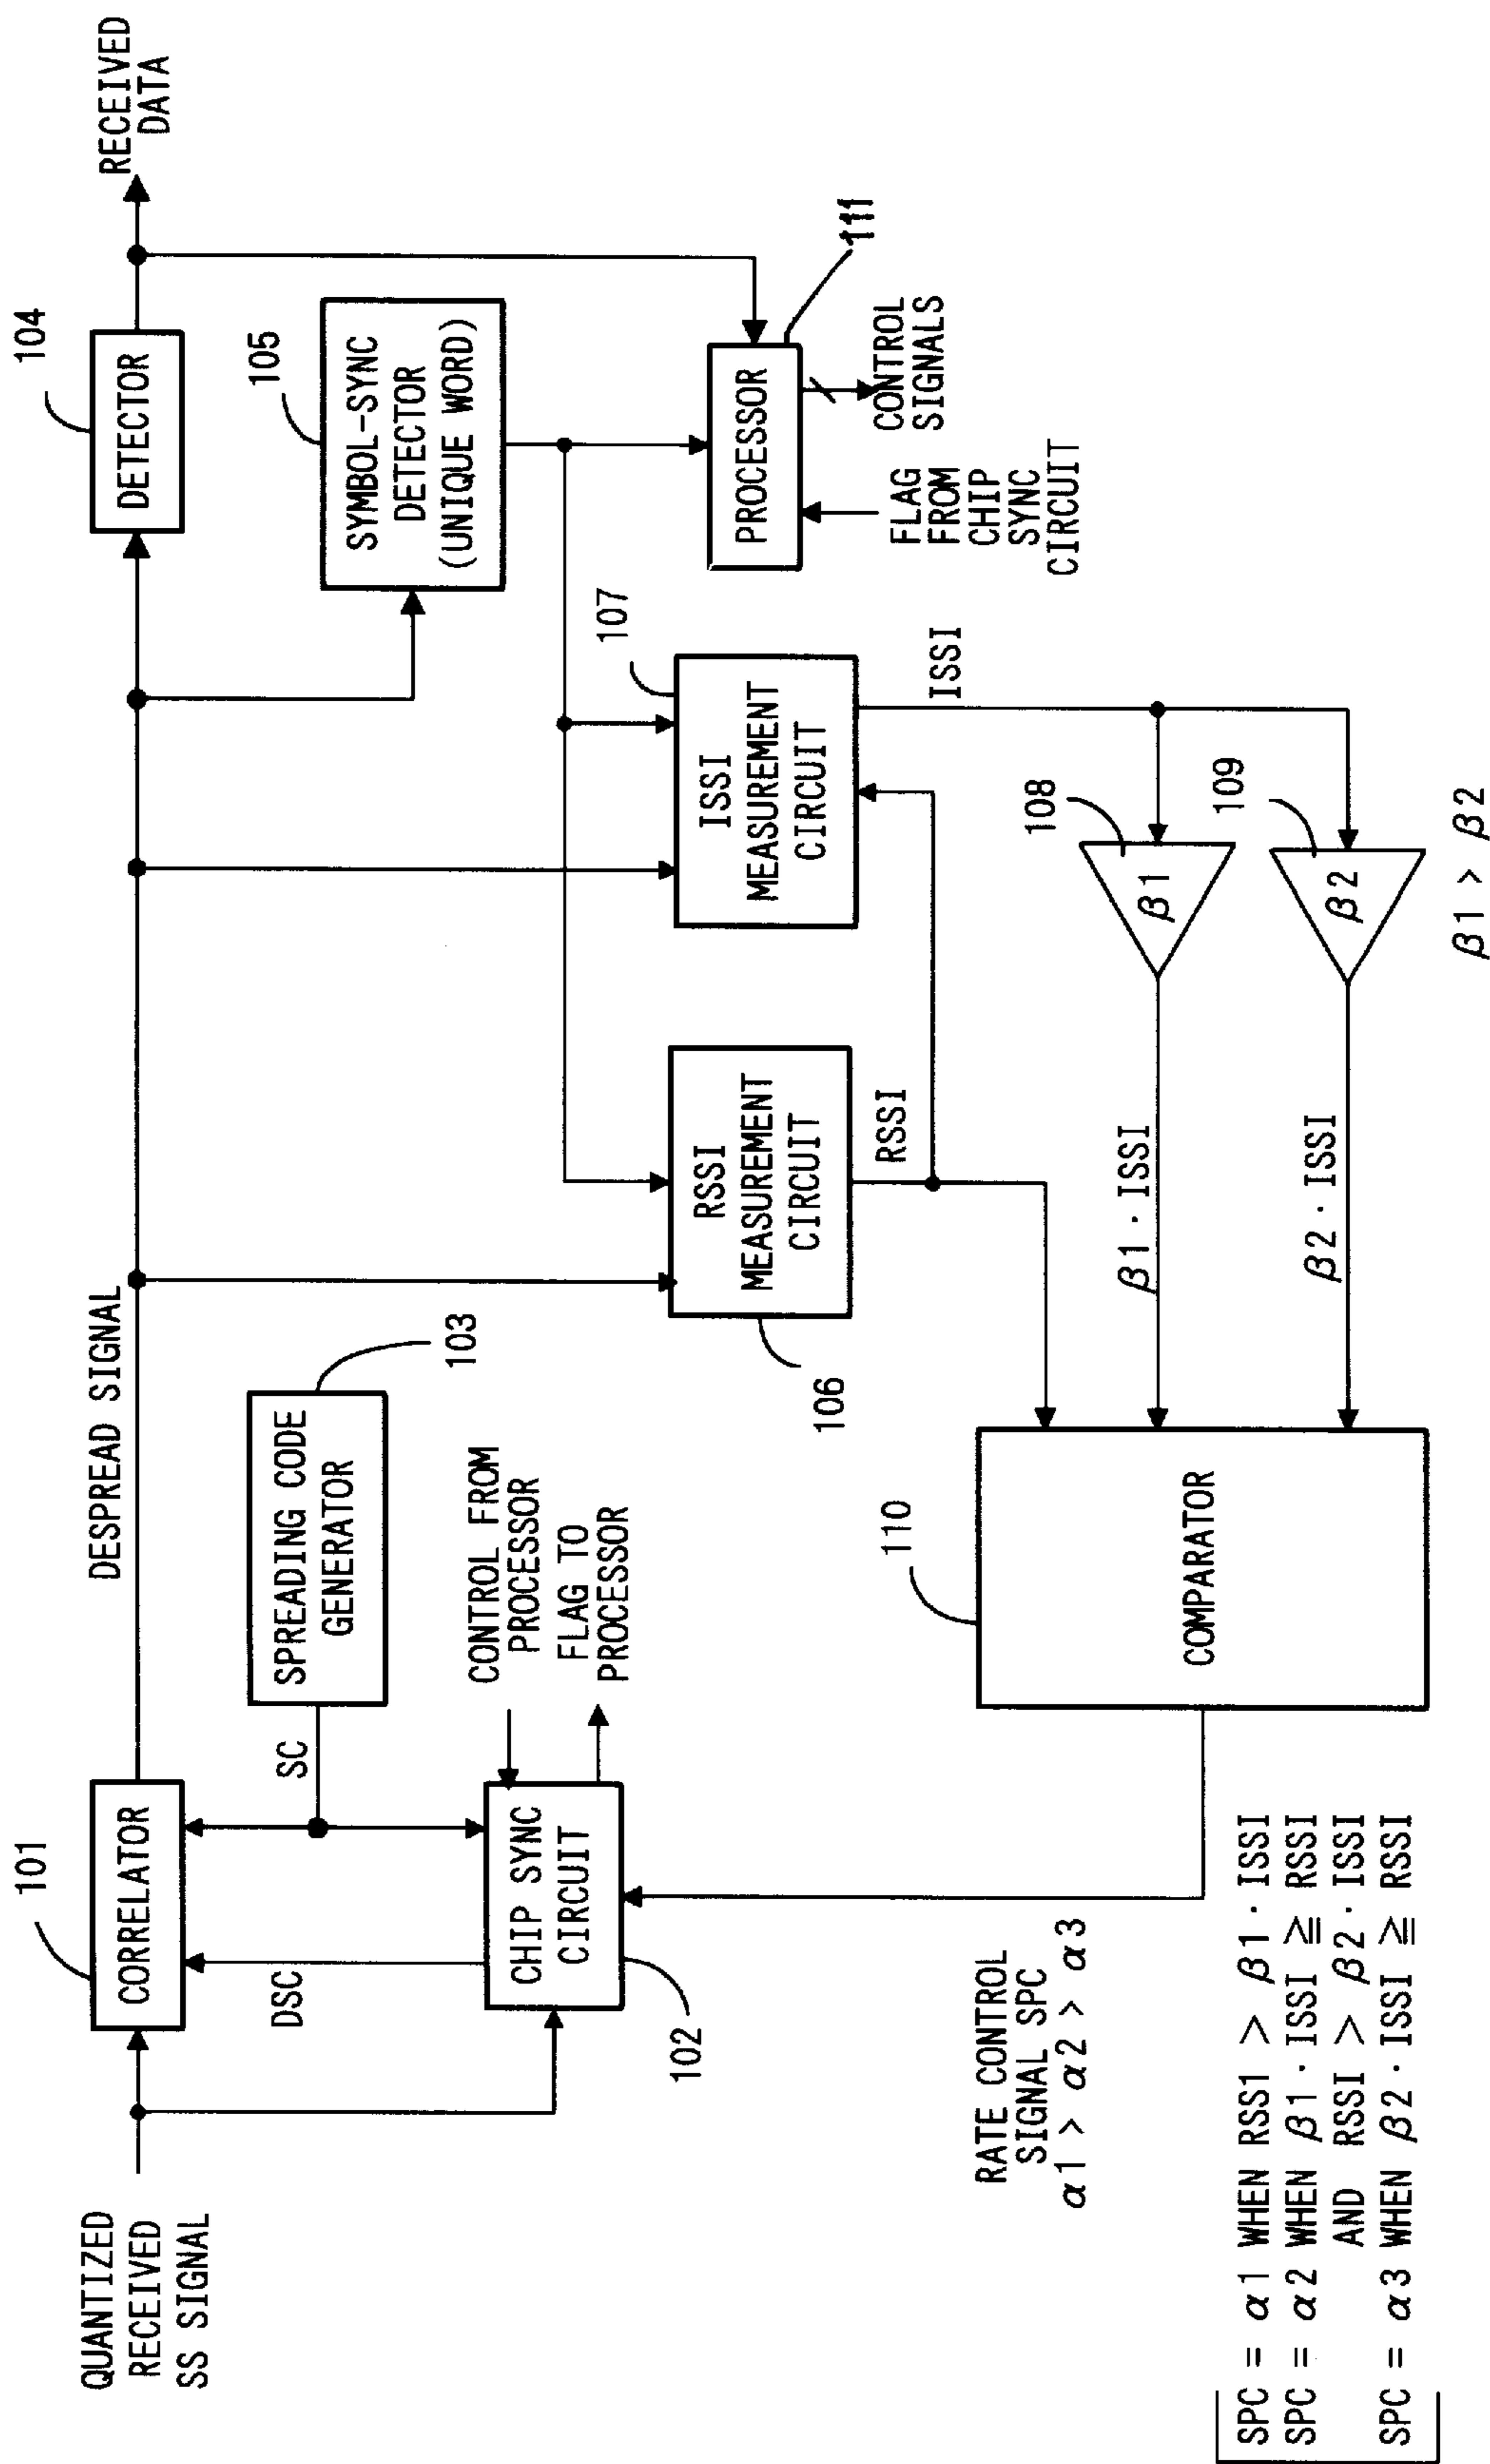 QUANTIZED
RECEIVED
SS SIGNAL
101
CORRELATOR
DESPREAD SIGNAL
104
DETECTOR
RECEIVED
DATA
DSC
SC
SPREADING CODE
GENERATOR
103
105
SYMBOL-SYNC
DETECTOR
(UNIQUE WORD)
CHIP SYNC
CIRCUIT
102
CONTROL FROM
PROCESSOR
FLAG TO
PROCESSOR
RSSI
MEASUREMENT
CIRCUIT
106
107
ISSI
MEASUREMENT
CIRCUIT
PROCESSOR
111
FLAG
FROM
CHIP
SYNC
CIRCUIT
CONTROL
SIGNALS
RSSI
ISSI
RATE CONTROL
SIGNAL SPC
α1 > α2 > α3
110
COMPARATOR
β1·ISSI
108
β1
β2·ISSI
109
β2
β1 > β2
SPC = α1 WHEN RSS1 > β1·ISSI
SPC = α2 WHEN β1·ISSI ≧ RSSI
AND RSSI > β2·ISSI
SPC = α3 WHEN β2·ISSI ≧ RSSI